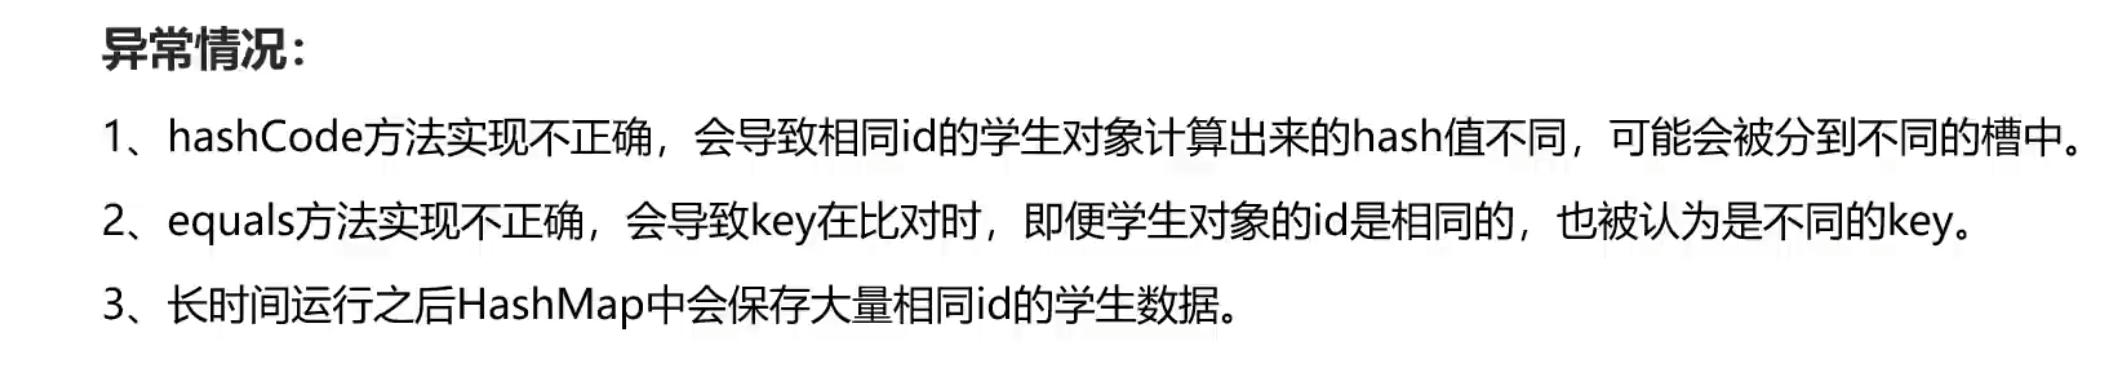 异常情况：
1、hashCode方法实现不正确，会导致相同id的学生对象计算出来的hash值不同，可能会被分到不同的槽中。
2、equals方法实现不正确，会导致key在比对时，即便学生对象的id是相同的，也被认为是不同的key。
3、长时间运行之后HashMap中会保存大量相同id的学生数据。